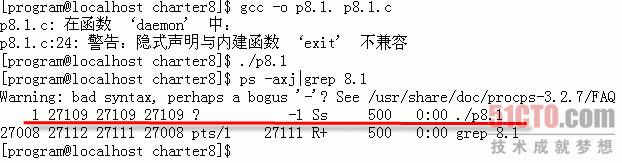 [program@localhost charter8]$ gcc -o p8.1. p8.1.c
p8.1.c: 在函数 ‘daemon’ 中:
p8.1.c:24: 警告：隐式声明与内建函数 ‘exit’ 不兼容
[program@localhost charter8]$ ./p8.1
[program@localhost charter8]$ ps -axj|grep 8.1
Warning: bad syntax, perhaps a bogus '-'? See /usr/share/doc/procps-3.2.7/FAQ
1 27109 27109 27109 ? -1 Ss 500 0:00 ./p8.1
27008 27112 27111 27008 pts/1 27111 R+ 500 0:00 grep 8.1
[program@localhost charter8]$
51CTO.com
技术成就梦想